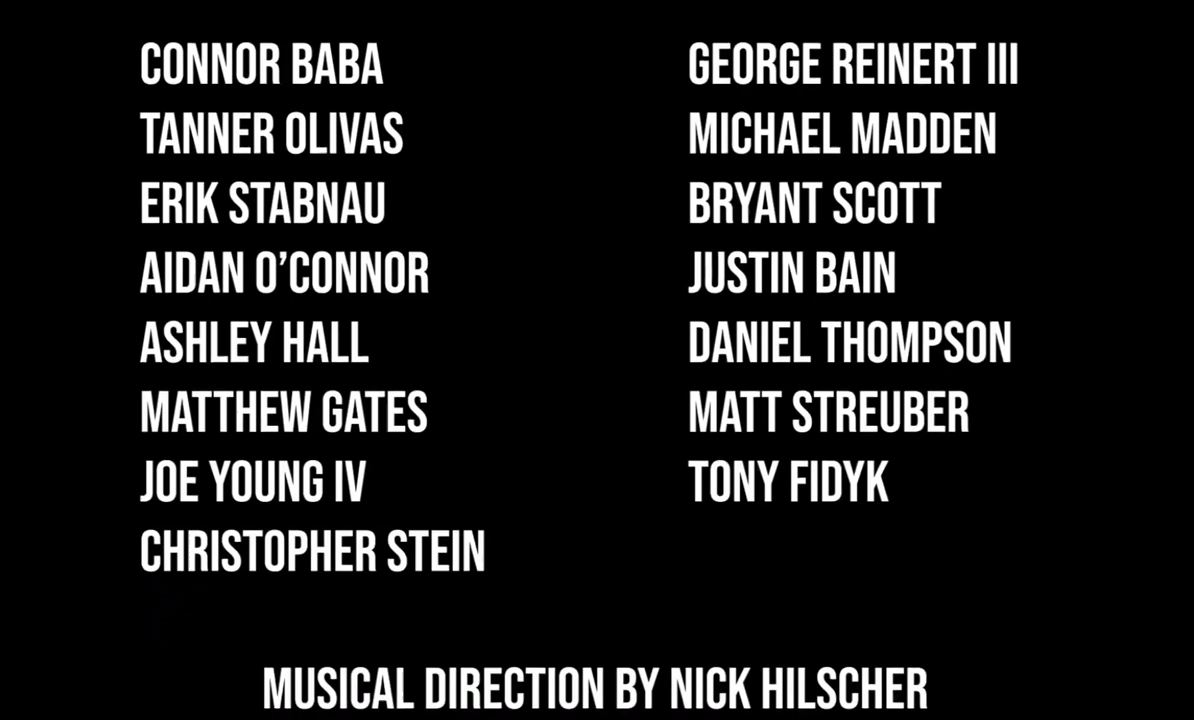 CONNOR BABA
TANNER OLIVAS
ERIK STABNAU
AIDAN O’CONNOR
ASHLEY HALL
MATTHEW GATES
JOE YOUNG IV
CHRISTOPHER STEIN
GEORGE REINERT III
MICHAEL MADDEN
BRYANT SCOTT
JUSTIN BAIN
DANIEL THOMPSON
MATT STREUBER
TONY FIDYK
MUSICAL DIRECTION BY NICK HILSCHER